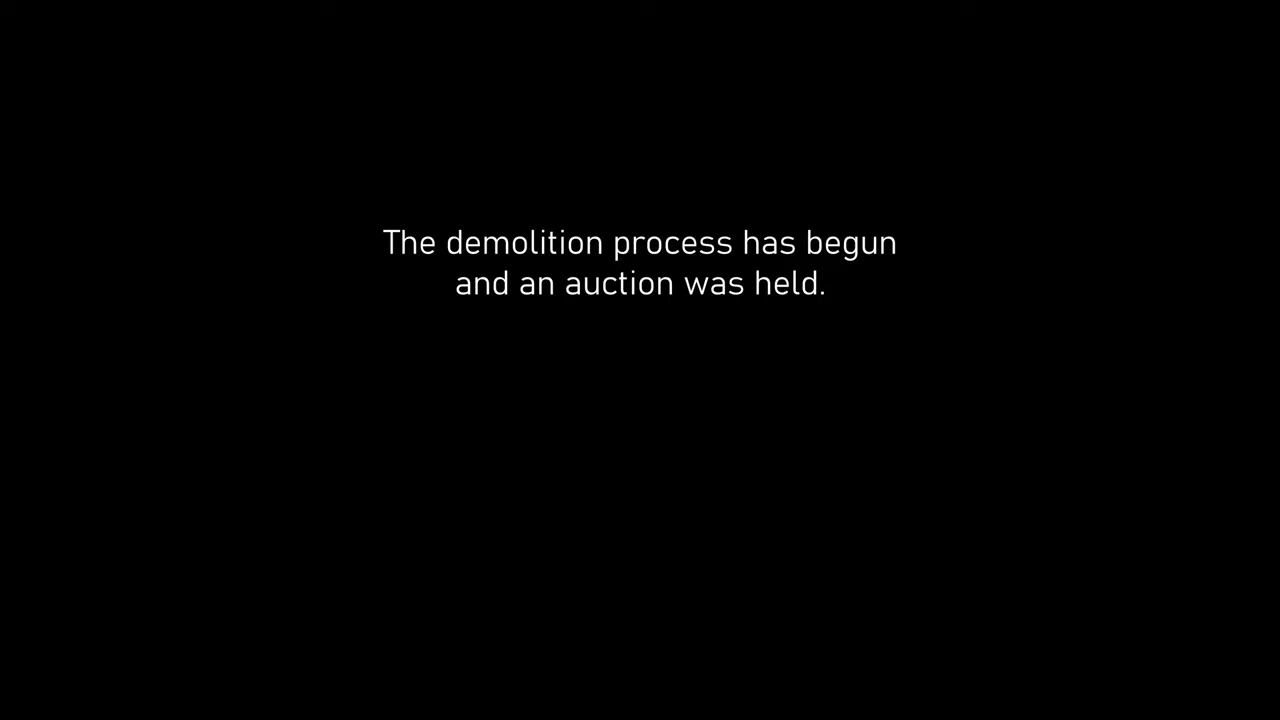 The demolition process has begun
and an auction was held.